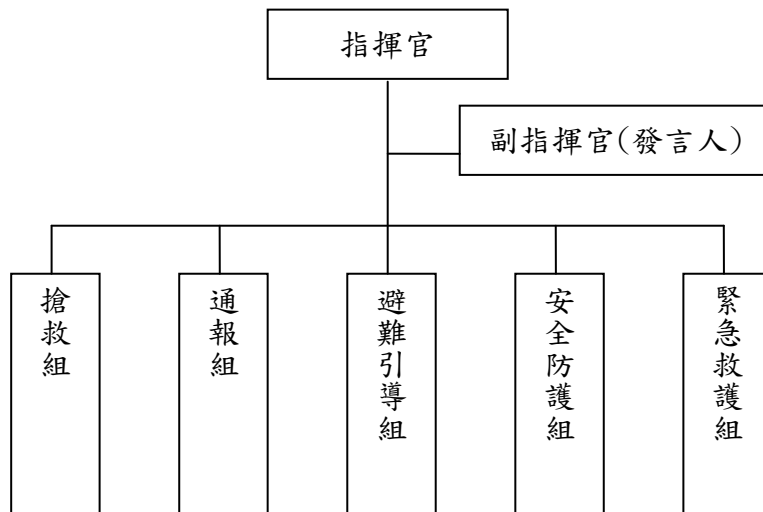 指揮官
副指揮官(發言人)
搶救組
通報組
避難引導組
安全防護組
緊急救護組